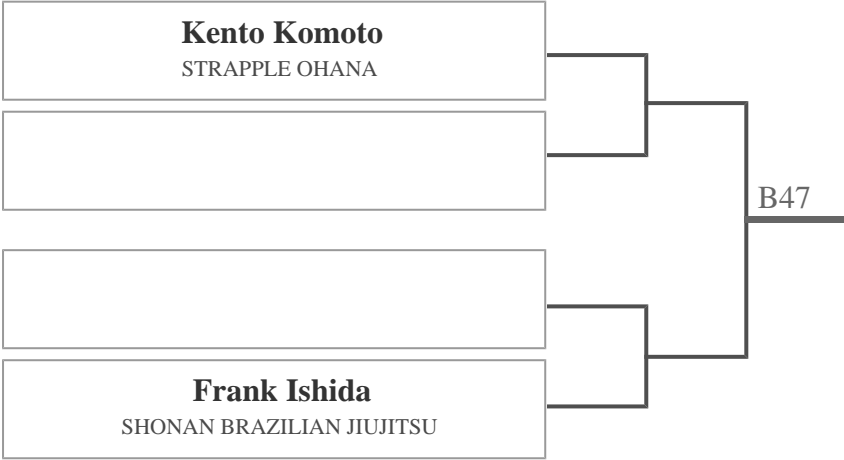 Kento Komoto
STRAPPLE OHANA
B47
Frank Ishida
SHONAN BRAZILIAN JIUJITSU